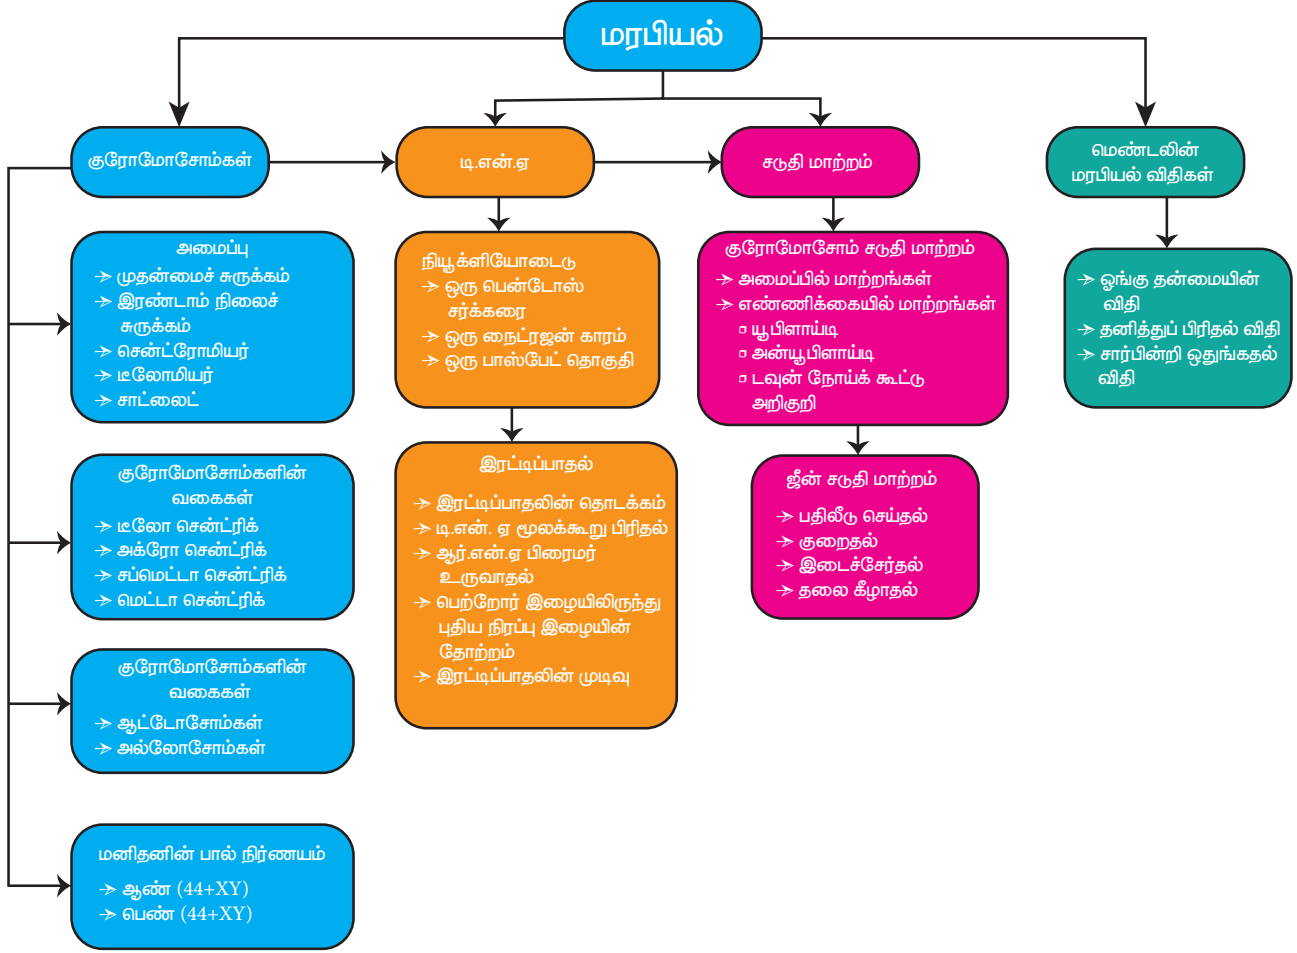 மரபியல்
குரோமோசோம்கள்
டி.என்.ஏ
சடுதி மாற்றம்
மெண்டலின்
மரபியல் விதிகள்
அமைப்பு
முதன்மைச் சுருக்கம்
இரண்டாம் நிலைச்
சுருக்கம்
சென்ட்ரோமியர்
டீலோமியர்
சாட்லைட்
குரோமோசோம்களின்
வகைகள்
டீலோ சென்ட்ரிக்
அக்ரோ சென்ட்ரிக்
சப்மெட்டா சென்ட்ரிக்
மெட்டா சென்ட்ரிக்
குரோமோசோம்களின்
வகைகள்
ஆட்டோசோம்கள்
அல்லோசோம்கள்
மனிதனின் பால் நிர்ணயம்
ஆண் (44+XY)
பெண் (44+XY)
நியூக்ளியோடைடு
ஒரு பென்டோஸ்
சர்க்கரை
ஒரு நைட்ரஜன் காரம்
ஒரு பாஸ்பேட் தொகுதி
இரட்டிப்பாதல்
இரட்டிப்பாதலின் தொடக்கம்
டி.என். ஏ மூலக்கூறு பிரிதல்
ஆர்.என்.ஏ பிரைமர்
உருவாதல்
பெற்றோர் இழையிலிருந்து
புதிய நிரப்பு இழையின்
தோற்றம்
இரட்டிப்பாதலின் முடிவு
குரோமோசோம் சடுதி மாற்றம்
அமைப்பில் மாற்றங்கள்
எண்ணிக்கையில் மாற்றங்கள்
யூபிளாய்டி
அன்யூபிளாய்டி
டவுன் நோய்க் கூட்டு
அறிகுறி
ஜீன் சடுதி மாற்றம்
பதிலீடு செய்தல்
குறைதல்
இடைச்சேர்தல்
தலை கீழாதல்
ஓங்கு தன்மையின்
விதி
தனித்துப் பிரிதல் விதி
சார்பின்றி ஒதுங்கதல்
விதி